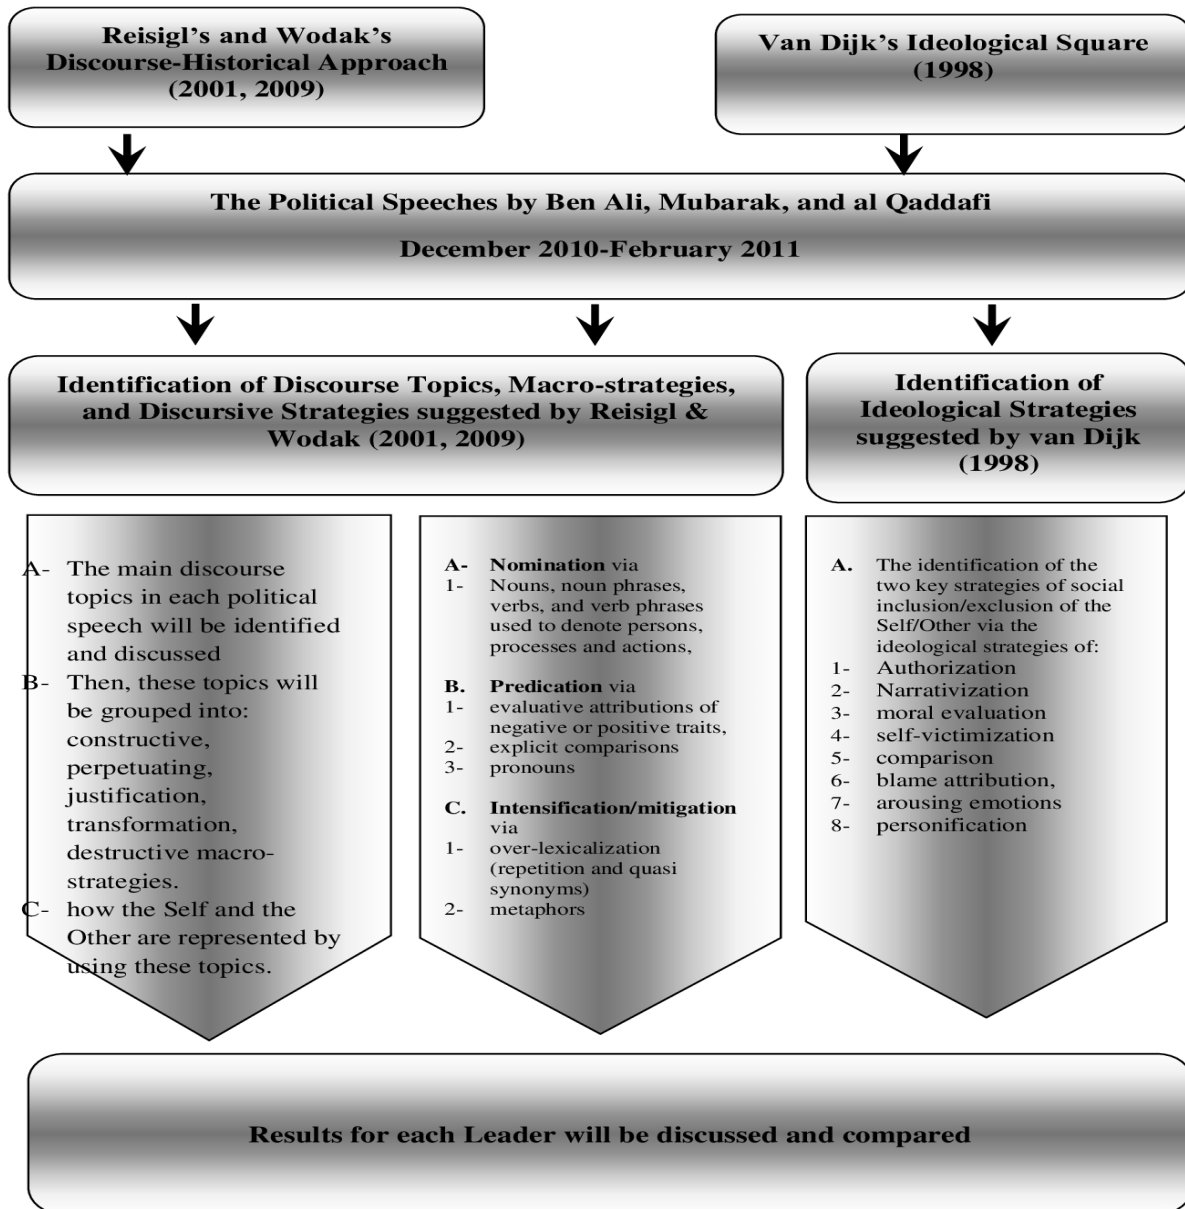 Reisigl’s and Wodak’s
Discourse-Historical Approach
(2001, 2009)
Van Dijk’s Ideological Square
(1998)
The Political Speeches by Ben Ali, Mubarak, and al Qaddafi
December 2010-February 2011
Identification of Discourse Topics, Macro-strategies,
and Discursive Strategies suggested by Reisigl &
Wodak (2001, 2009)
Identification of
Ideological Strategies
suggested by van Dijk
(1998)
A- The main discourse
topics in each political
speech will be identified
and discussed
B- Then, these topics will
be grouped into:
constructive,
perpetuating,
justification,
transformation,
destructive macro-
strategies.
C- how the Self and the
Other are represented by
using these topics.
A- Nomination via
1- Nouns, noun phrases,
verbs, and verb phrases
used to denote persons,
processes and actions,
B. Predication via
1- evaluative attributions of
negative or positive traits,
2- explicit comparisons
3- pronouns
C. Intensification/mitigation
via
1- over-lexicalization
(repetition and quasi
synonyms)
2- metaphors
A. The identification of the
two key strategies of social
inclusion/exclusion of the
Self/Other via the
ideological strategies of:
1- Authorization
2- Narrativization
3- moral evaluation
4- self-victimization
5- comparison
6- blame attribution,
7- arousing emotions
8- personification
Results for each Leader will be discussed and compared